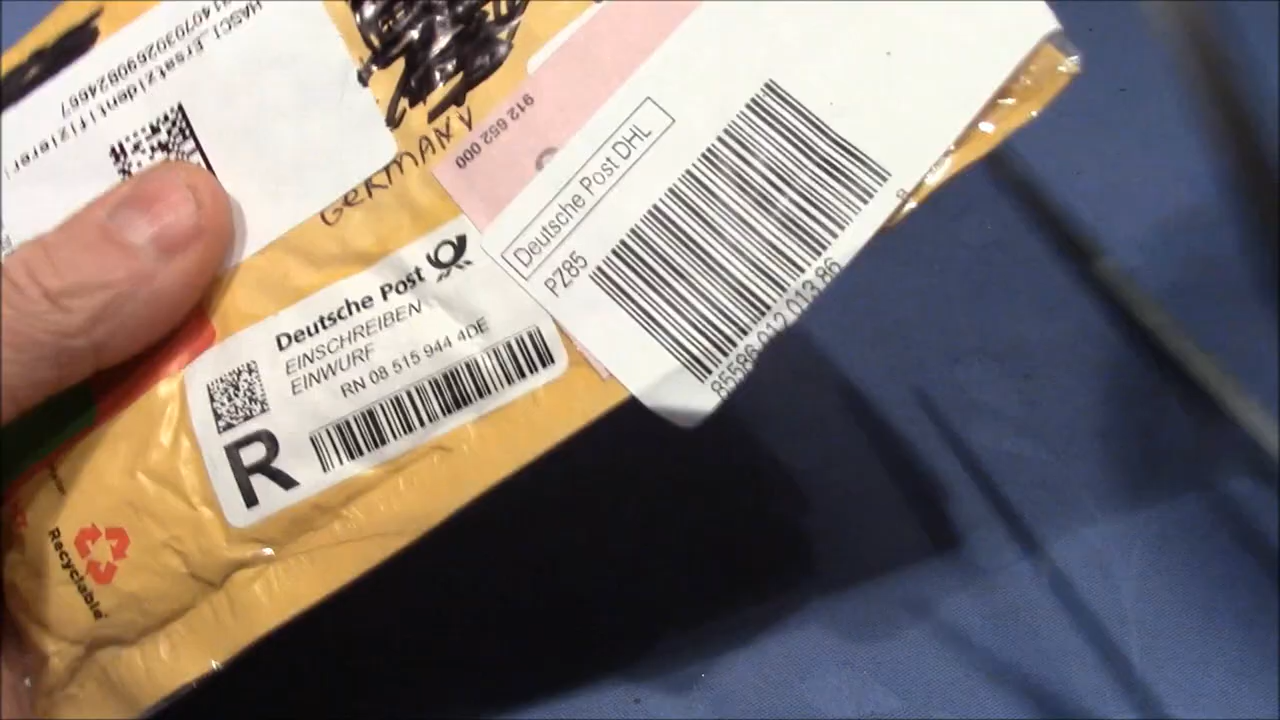 HASCI_Ersatzidentifizierer
GERMANY
912 652 000
Deutsche Post DHL
PZ85
85586 012 013 86
Deutsche Post
EINSCHREIBEN
EINWURF
RN 08 515 944 4DE
R
Recyclable